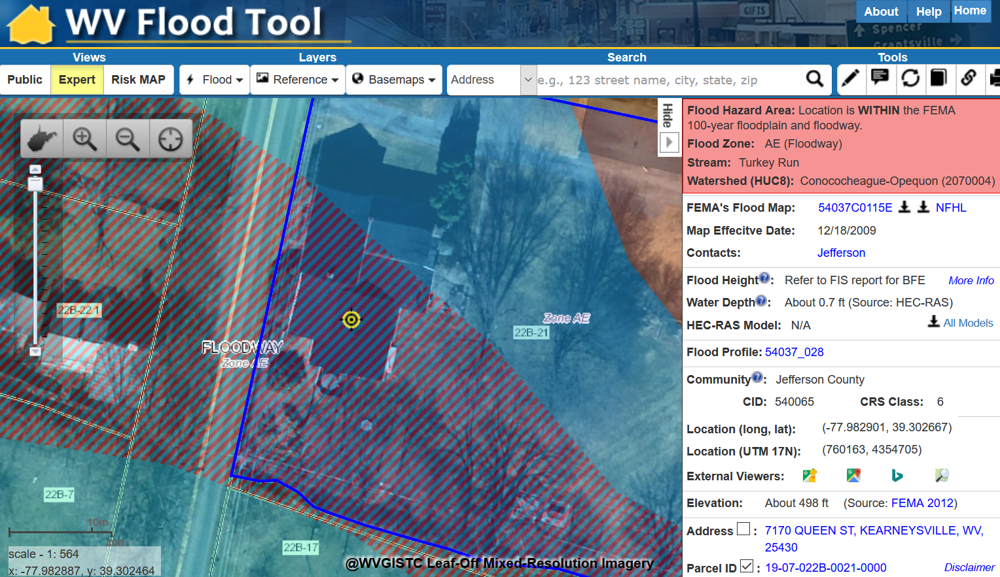 WV Flood Tool
GIFTS
Spencer
Grantsville
About Help Home
Views Layers Search Tools
Public Expert Risk MAP Flood Reference Basemaps Address e.g., 123 street name, city, state, zip
Hide
Flood Hazard Area: Location is WITHIN the FEMA
100-year floodplain and floodway.
Flood Zone: AE (Floodway)
Stream: Turkey Run
Watershed (HUC8): Conococheague-Opequon (2070004)
FEMA's Flood Map: 54037C0115E NFHL
Map Effecitve Date: 12/18/2009
Contacts: Jefferson
Flood Height ?: Refer to FIS report for BFE More Info
Water Depth ?: About 0.7 ft (Source: HEC-RAS)
HEC-RAS Model: N/A All Models
Flood Profile: 54037_028
Community ?: Jefferson County
CID: 540065 CRS Class: 6
Location (long, lat): (-77.982901, 39.302667)
Location (UTM 17N): (760163, 4354705)
External Viewers:
Elevation: About 498 ft (Source: FEMA 2012)
Address : 7170 QUEEN ST, KEARNEYSVILLE, WV,
25430
Parcel ID : 19-07-022B-0021-0000 Disclaimer
22B-22.1
Zone AE
22B-21
FLOODWAY
Zone AE
22B-7
22B-17
10m
scale - 1: 564
x: -77.982887, y: 39.302464
@WVGISTC Leaf-Off Mixed-Resolution Imagery